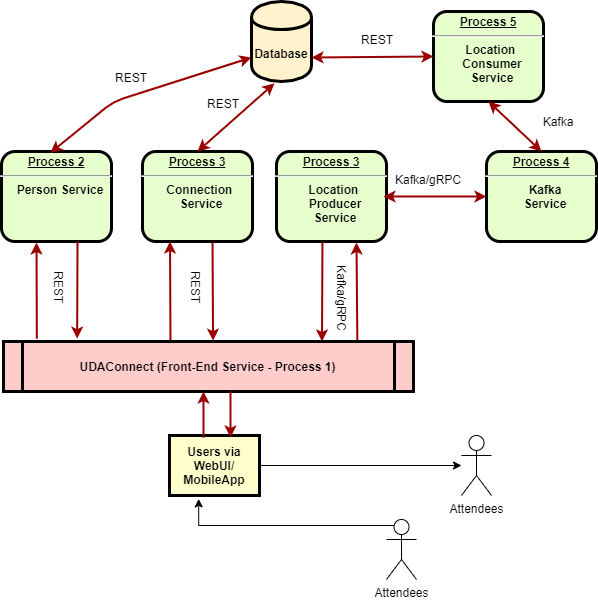 Process 5
Location
Consumer
Service
Database
REST
REST
REST
Kafka
Process 2
Person Service
Process 3
Connection
Service
Process 3
Location
Producer
Service
Kafka/gRPC
Process 4
Kafka
Service
REST
REST
Kafka/gRPC
UDAConnect (Front-End Service - Process 1)
Users via
WebUI/
MobileApp
Attendees
Attendees